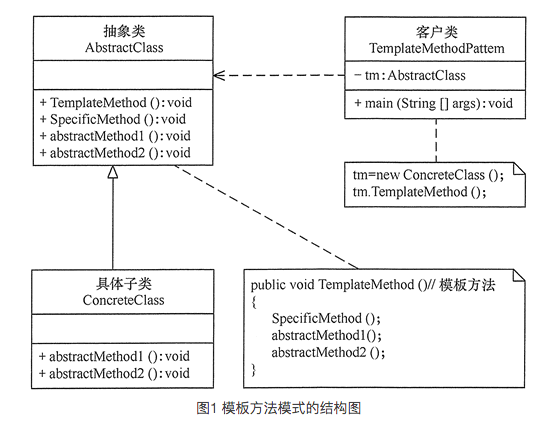 抽象类
AbstractClass
+ TemplateMethod ():void
+ SpecificMethod ():void
+ abstractMethod1 ():void
+ abstractMethod2 ():void
客户类
TemplateMethodPattem
- tm:AbstractClass
+ main (String [] args):void
tm=new ConcreteClass ();
tm.TemplateMethod ();
具体子类
ConcreteClass
+ abstractMethod1 ():void
+ abstractMethod2 ():void
public void TemplateMethod ()// 模板方法
{
SpecificMethod ();
abstractMethod1();
abstractMethod2 ();
}
图1 模板方法模式的结构图